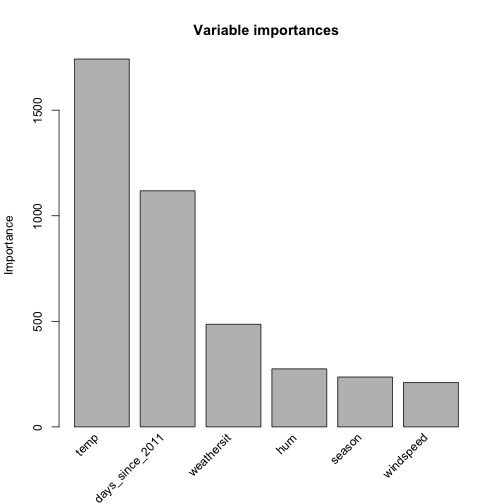 Variable importances
Importance
1500
1000
500
0
temp
days_since_2011
weathersit
hum
season
windspeed